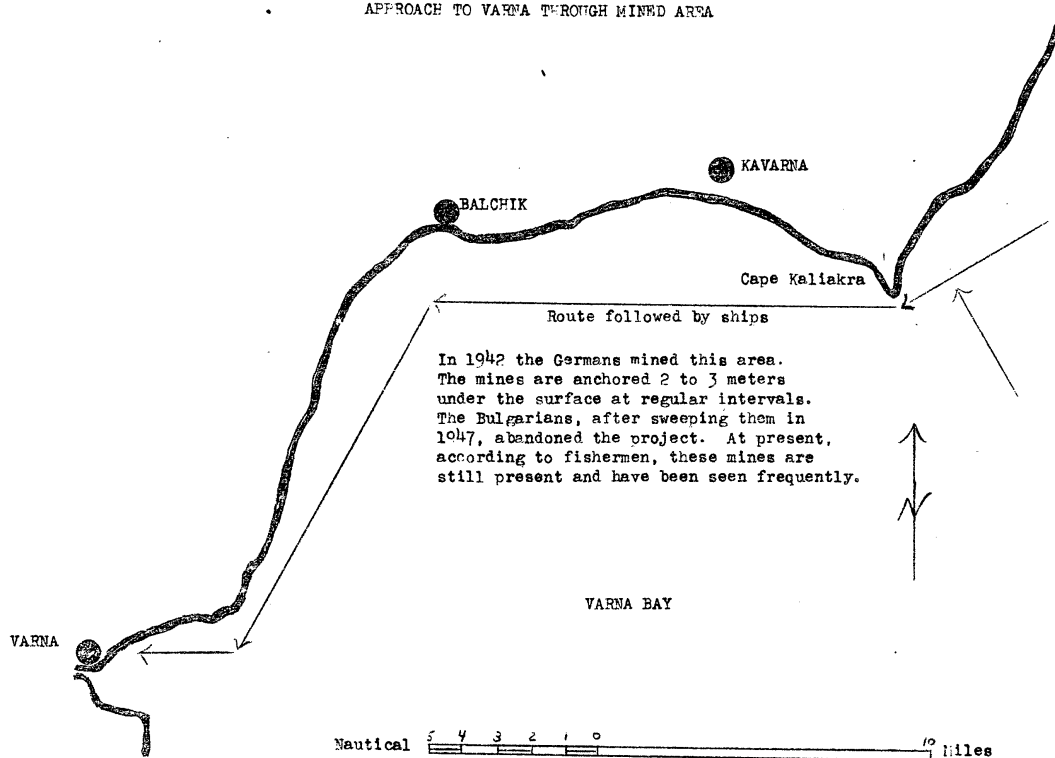 APPROACH TO VARNA THROUGH MINED AREA
KAVARNA
BALCHIK
Cape Kaliakra
Route followed by ships
In 1942 the Germans mined this area.
The mines are anchored 2 to 3 meters
under the surface at regular intervals.
The Bulgarians, after sweeping them in
1947, abandoned the project. At present,
according to fishermen, these mines are
still present and have been seen frequently.
VARNA BAY
VARNA
Nautical 5 4 3 2 1 0 10 Miles